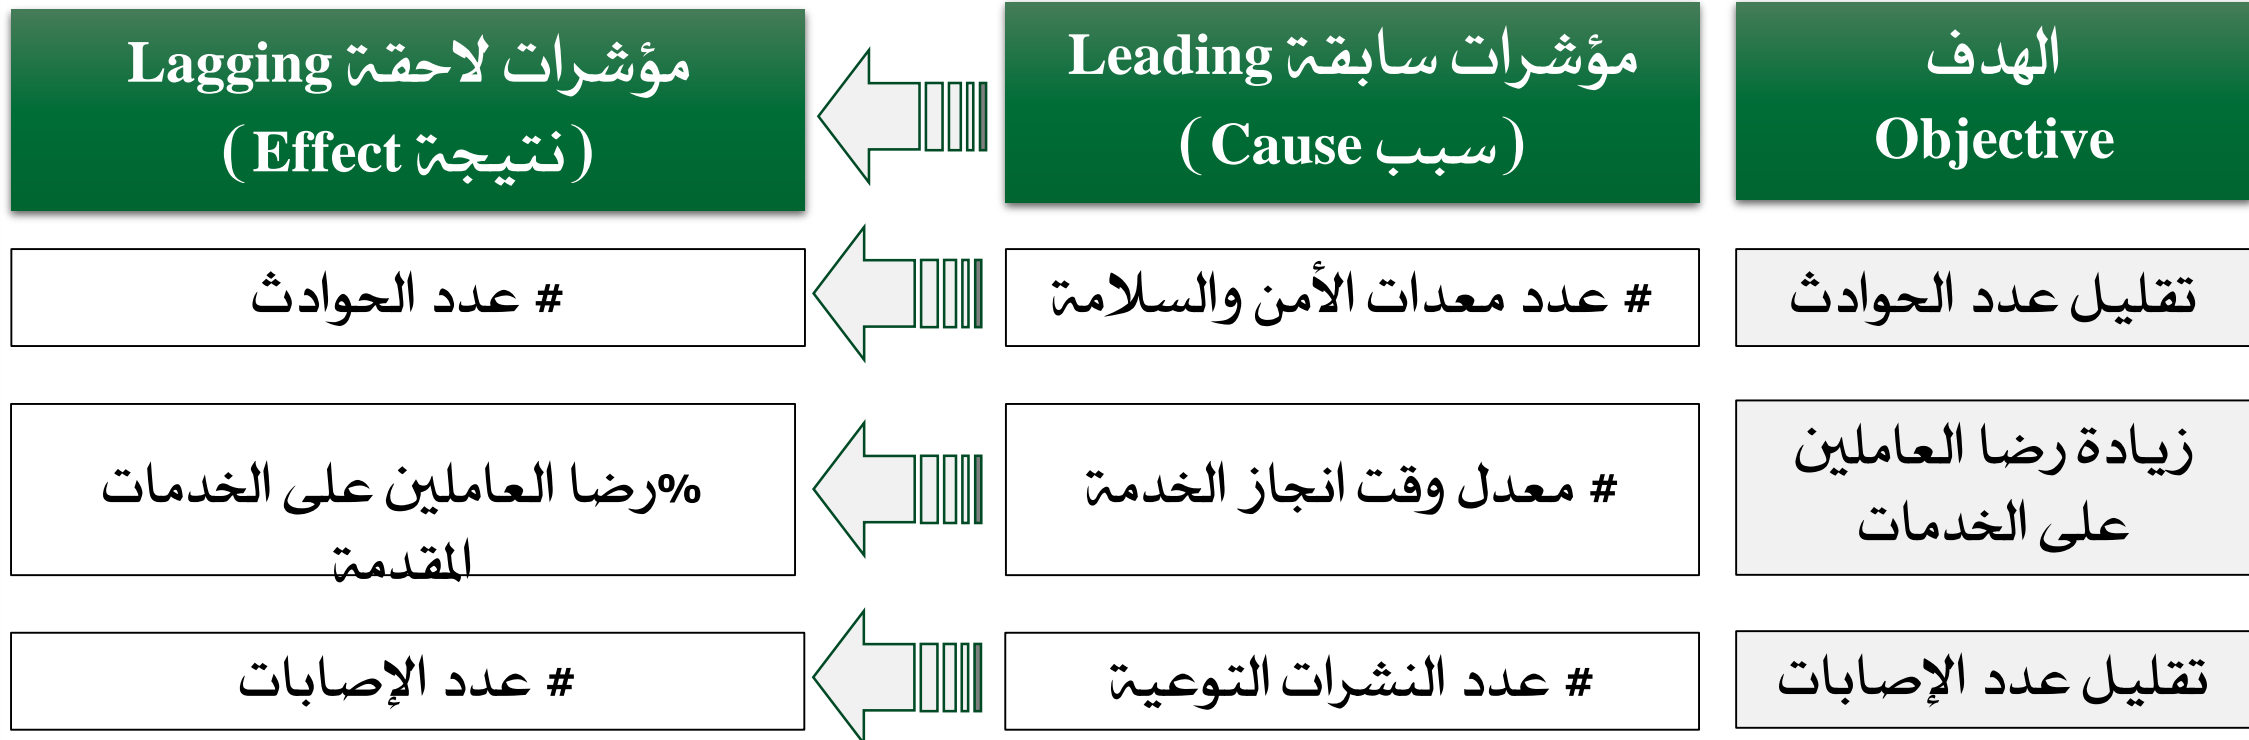 الهدف
Objective
مؤشرات سابقة Leading
(سبب Cause)
مؤشرات لاحقة Lagging
(نتيجة Effect)
تقليل عدد الحوادث
# عدد معدات الأمن والسلامة
# عدد الحوادث
زيادة رضا العاملين
على الخدمات
# معدل وقت انجاز الخدمة
%رضا العاملين على الخدمات
المقدمة
تقليل عدد الإصابات
# عدد النشرات التوعية
# عدد الإصابات